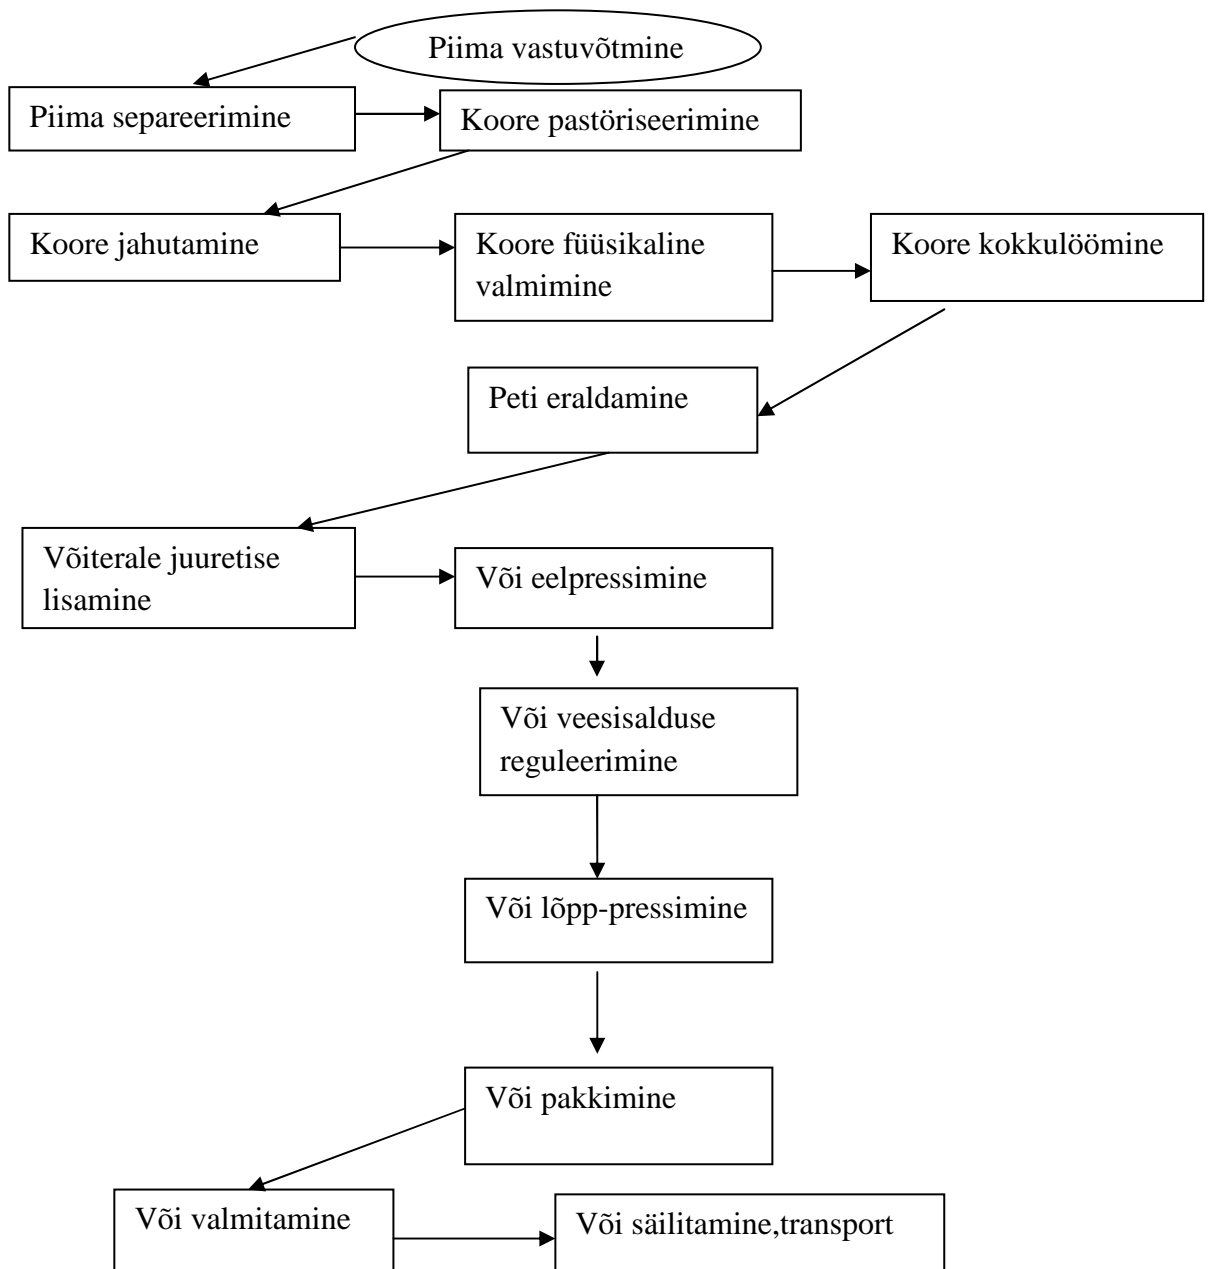 Piima vastuvõtmine
Piima separeerimine
Koore pastöriseerimine
Koore jahutamine
Koore füüsikaline
valmimine
Koore kokkulöömine
Peti eraldamine
Võiterale juuretise
lisamine
Või eelpressimine
Või veesisalduse
reguleerimine
Või lõpp-pressimine
Või pakkimine
Või valmitamine
Või säilitamine,transport